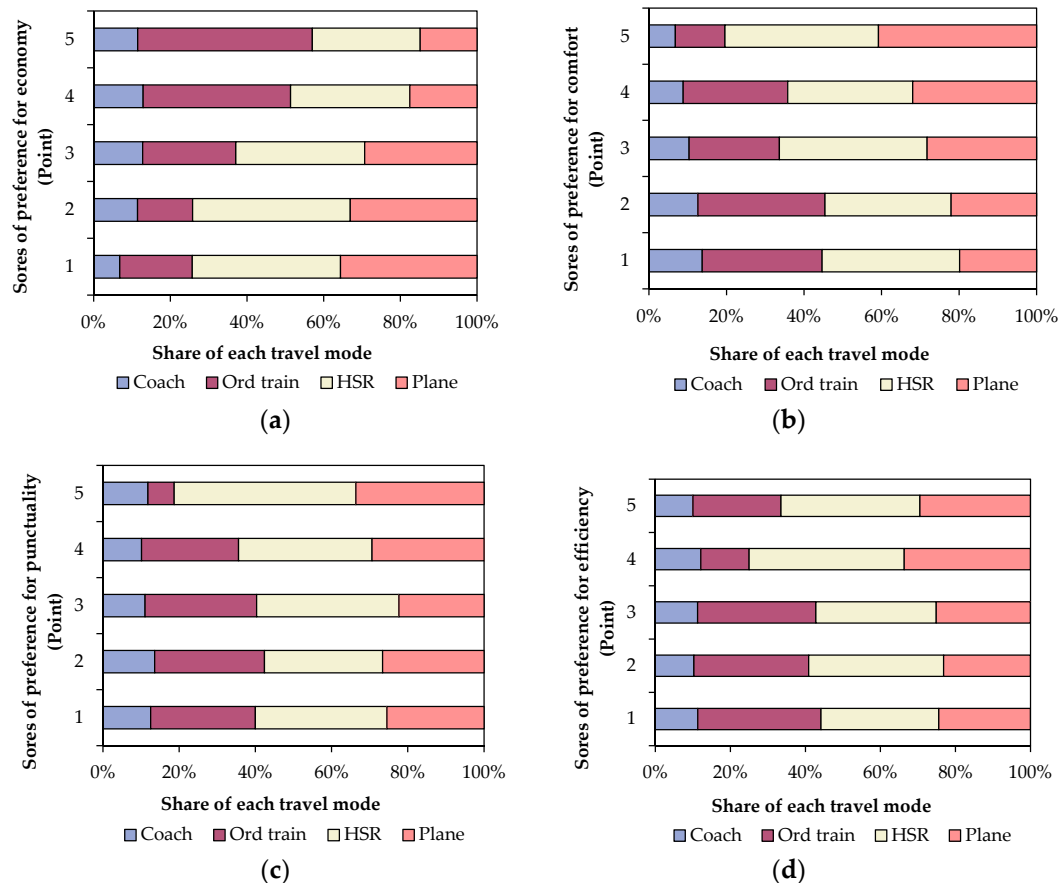 Sores of preference for economy
(Point)
5
4
3
2
1
0% 20% 40% 60% 80% 100%
Share of each travel mode
Coach Ord train HSR Plane
(a)
Sores of preference for comfort
(Point)
5
4
3
2
1
0% 20% 40% 60% 80% 100%
Share of each travel mode
Coach Ord train HSR Plane
(b)
Sores of preference for punctuality
(Point)
5
4
3
2
1
0% 20% 40% 60% 80% 100%
Share of each travel mode
Coach Ord train HSR Plane
(c)
Sores of preference for efficiency
(Point)
5
4
3
2
1
0% 20% 40% 60% 80% 100%
Share of each travel mode
Coach Ord train HSR Plane
(d)